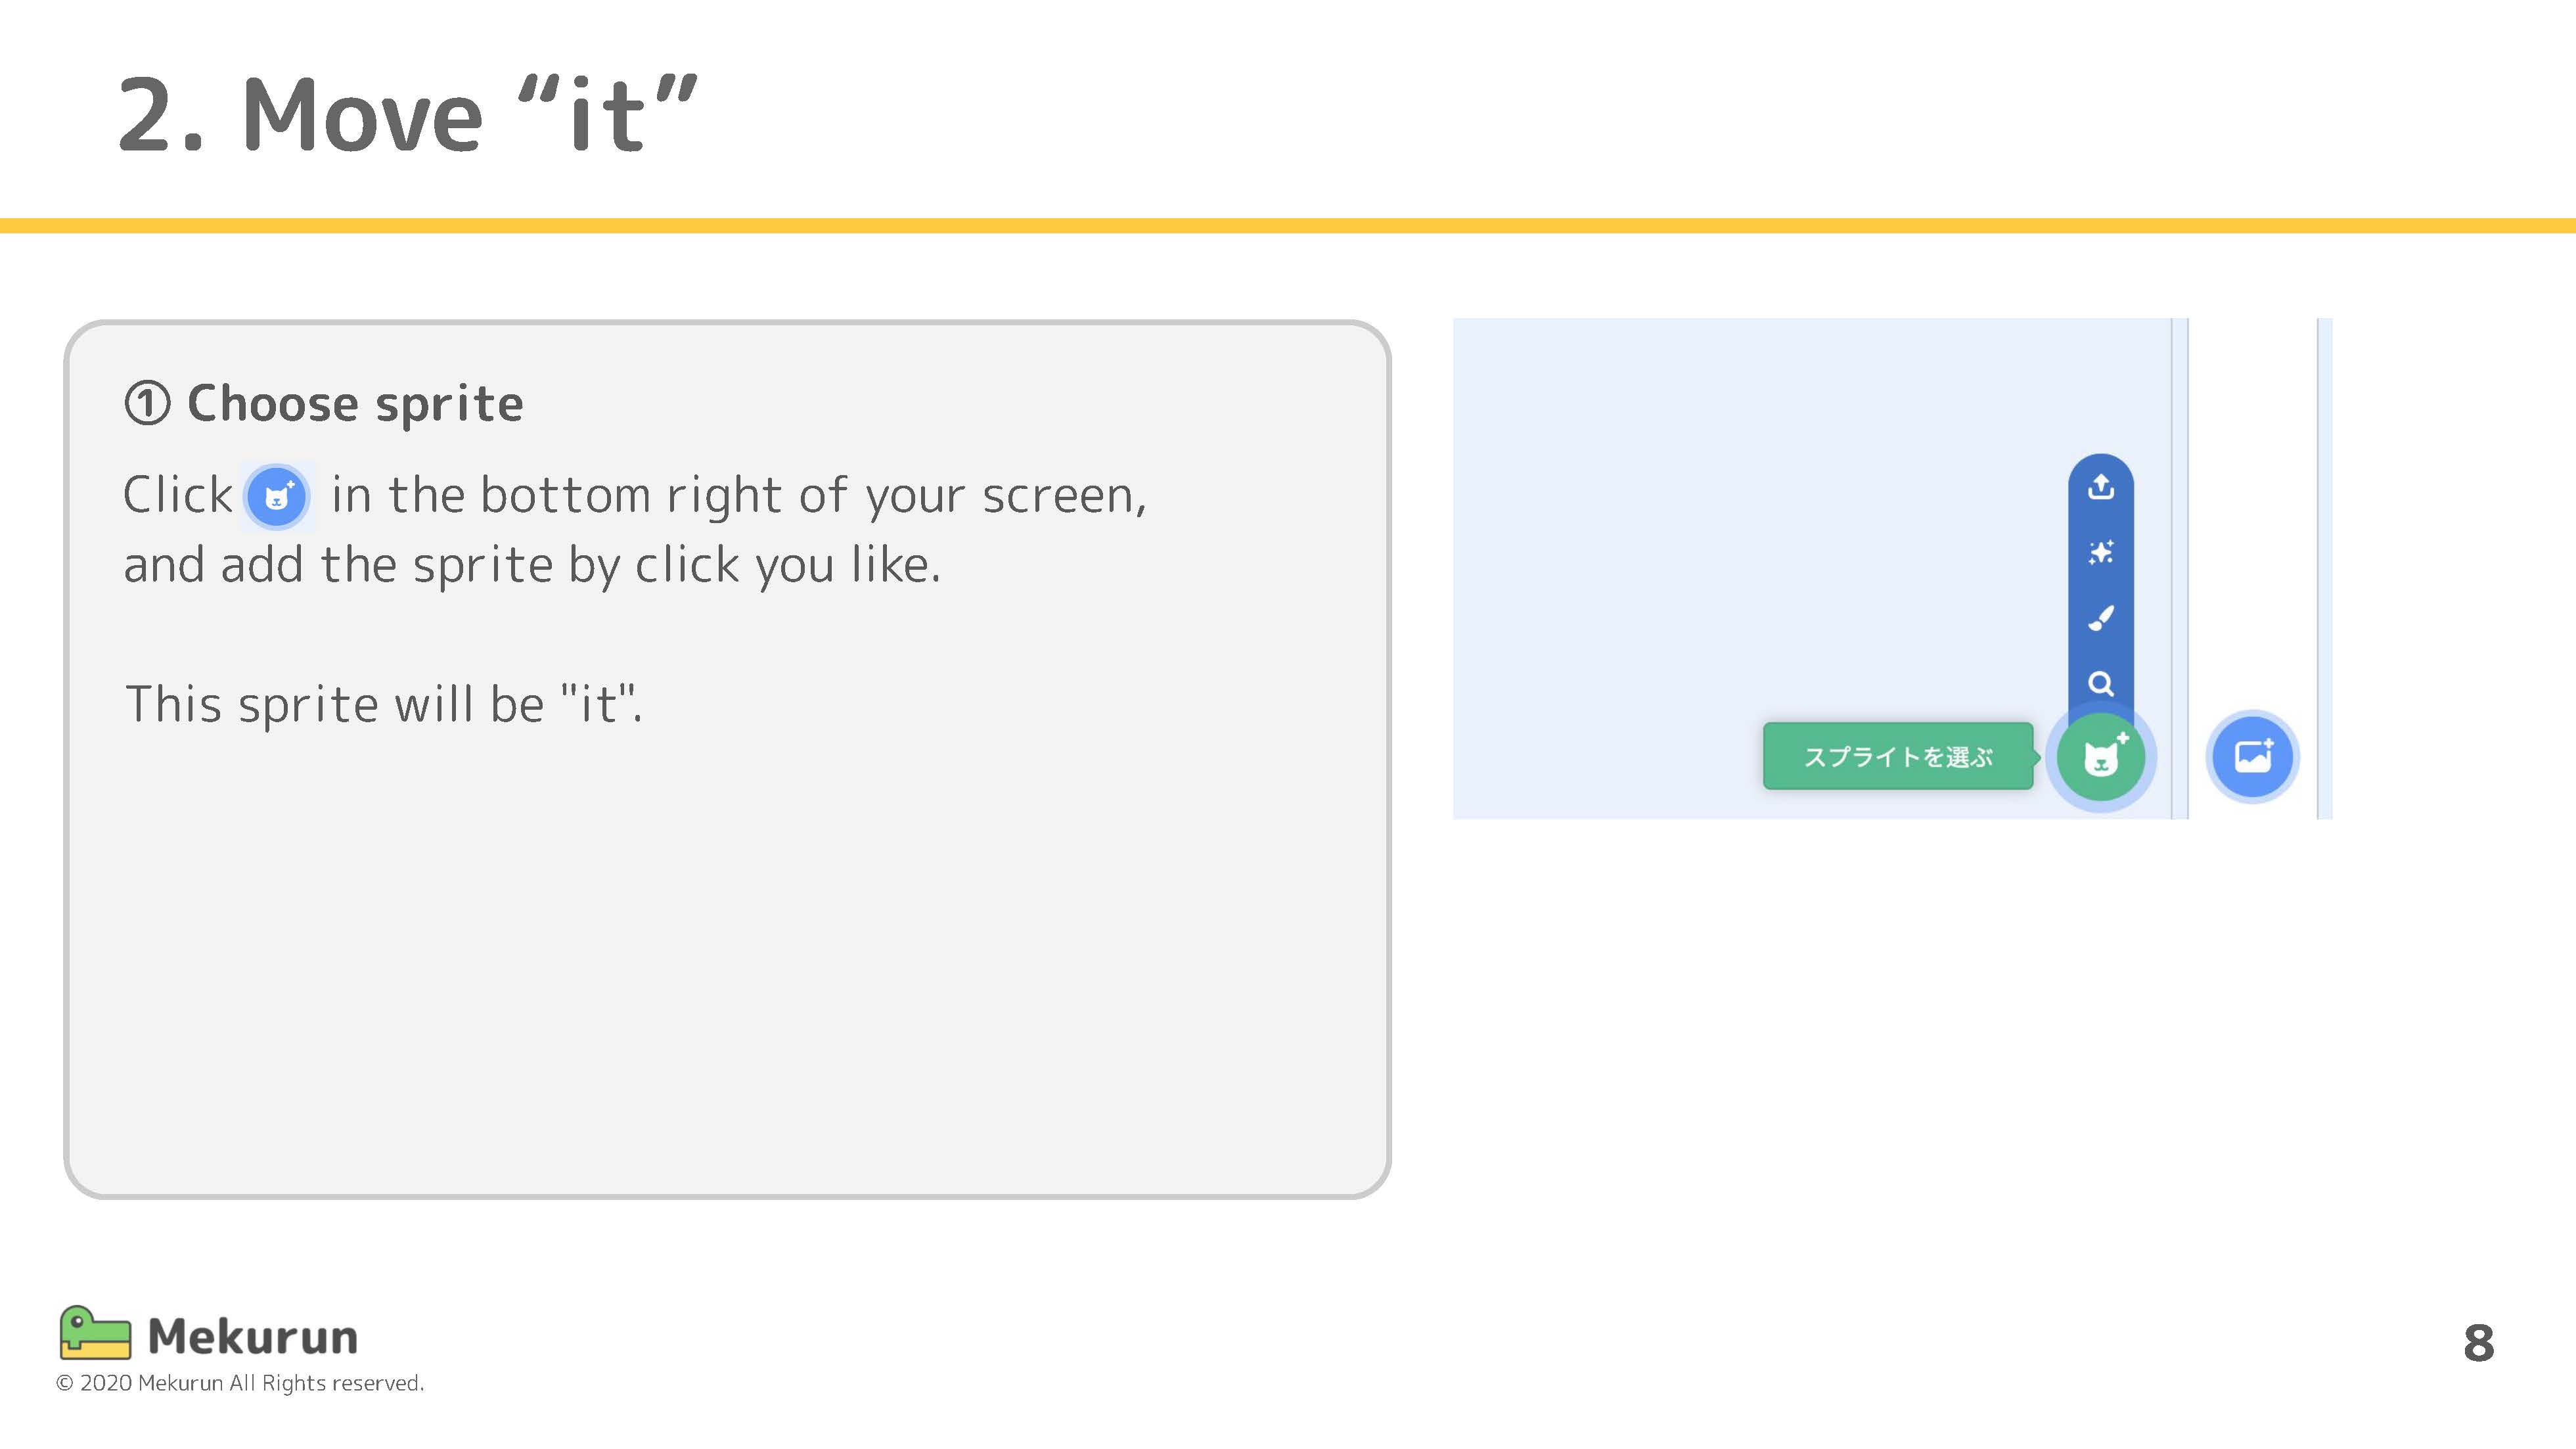 2. Move “it”
① Choose sprite
Click in the bottom right of your screen,
and add the sprite by click you like.
This sprite will be "it".
スプライトを選ぶ
Mekurun
© 2020 Mekurun All Rights reserved.
8